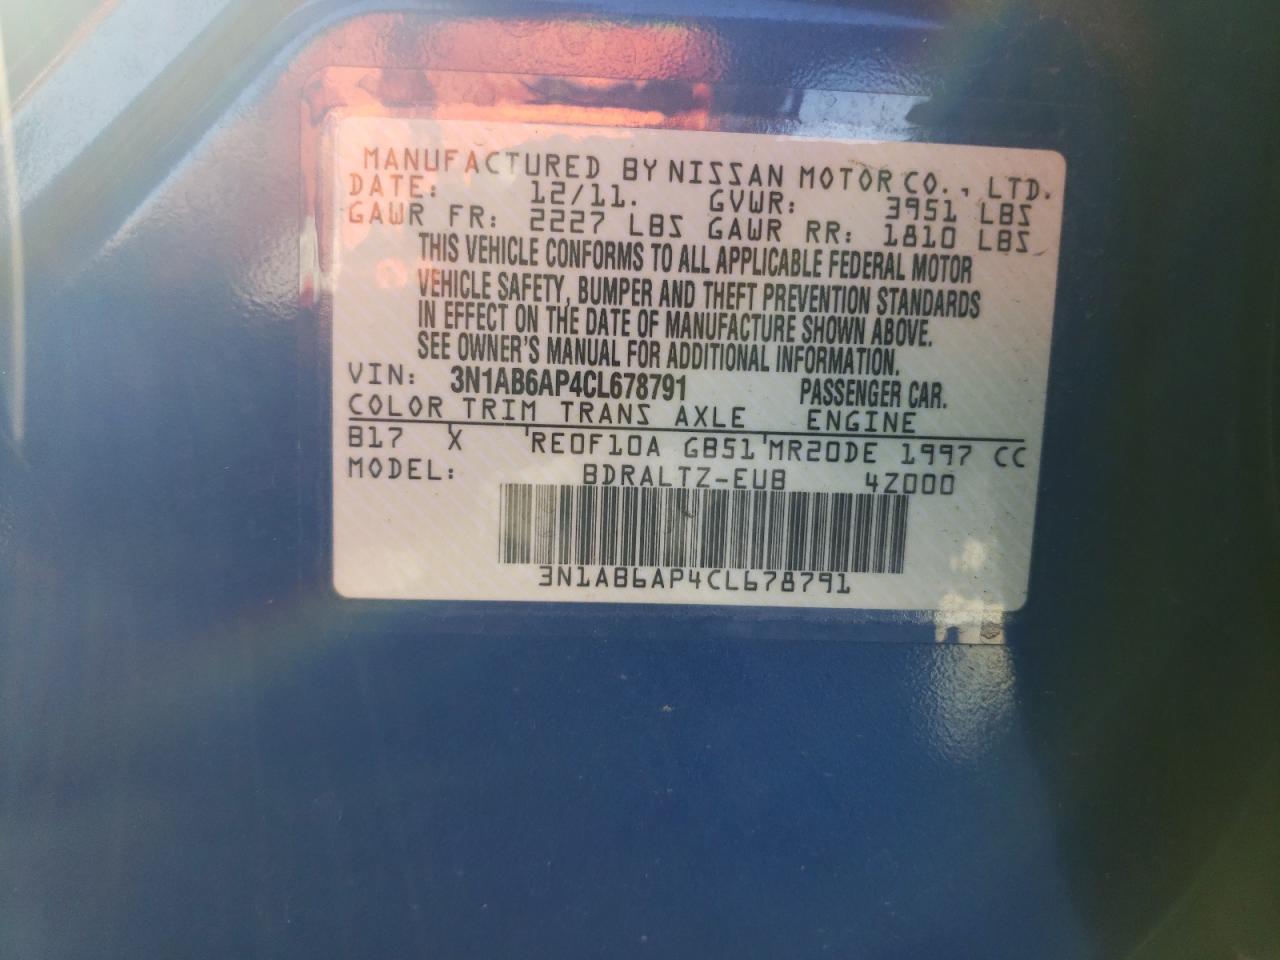 MANUFACTURED BY NISSAN MOTOR CO., LTD.
DATE: 12/11. GVWR: 3951 LBS
GAWR FR: 2227 LBS GAWR RR: 1810 LBS
THIS VEHICLE CONFORMS TO ALL APPLICABLE FEDERAL MOTOR
VEHICLE SAFETY, BUMPER AND THEFT PREVENTION STANDARDS
IN EFFECT ON THE DATE OF MANUFACTURE SHOWN ABOVE.
SEE OWNER'S MANUAL FOR ADDITIONAL INFORMATION.
VIN: 3N1AB6AP4CL678791 PASSENGER CAR.
COLOR TRIM TRANS AXLE ENGINE
B17 X RE0F10A GB51 MR20DE 1997 CC
MODEL: BDRALTZ-EUB 4Z000
3N1AB6AP4CL678791